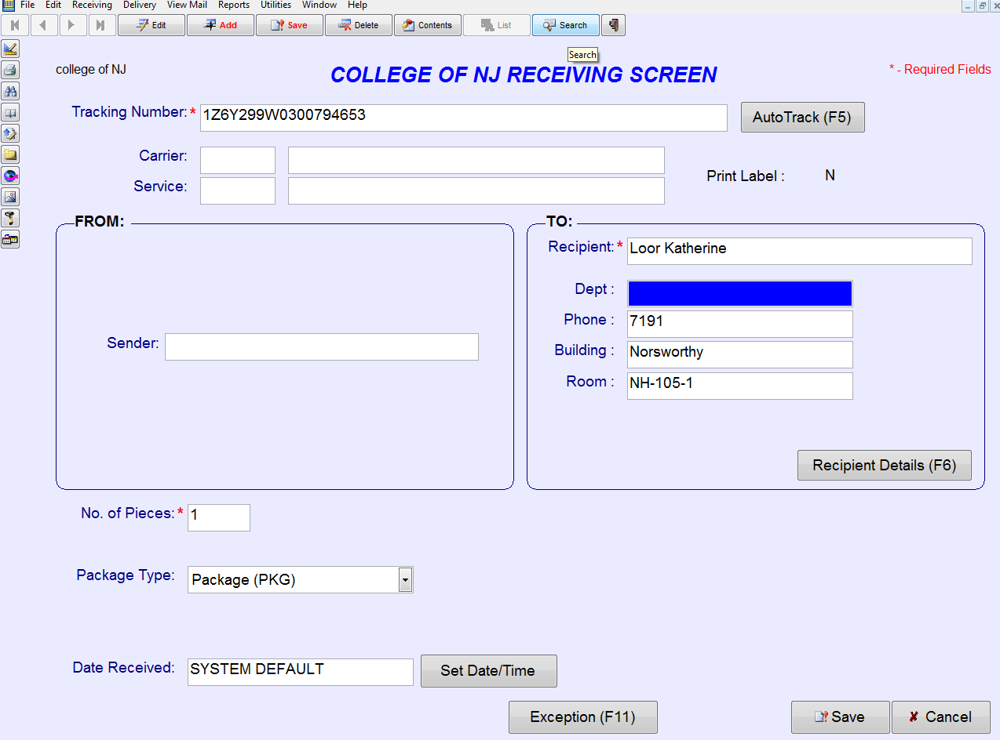 File Edit Receiving Delivery View Mail Reports Utilities Window Help
Edit Add Save Delete Contents List Search
Search
college of NJ
COLLEGE OF NJ RECEIVING SCREEN
* - Required Fields
Tracking Number: * 1Z6Y299W0300794653 AutoTrack (F5)
Carrier:
Service:
Print Label : N
FROM:
Sender:
TO:
Recipient: * Loor Katherine
Dept :
Phone : 7191
Building : Norsworthy
Room : NH-105-1
Recipient Details (F6)
No. of Pieces: * 1
Package Type: Package (PKG)
Date Received: SYSTEM DEFAULT Set Date/Time
Exception (F11) Save Cancel